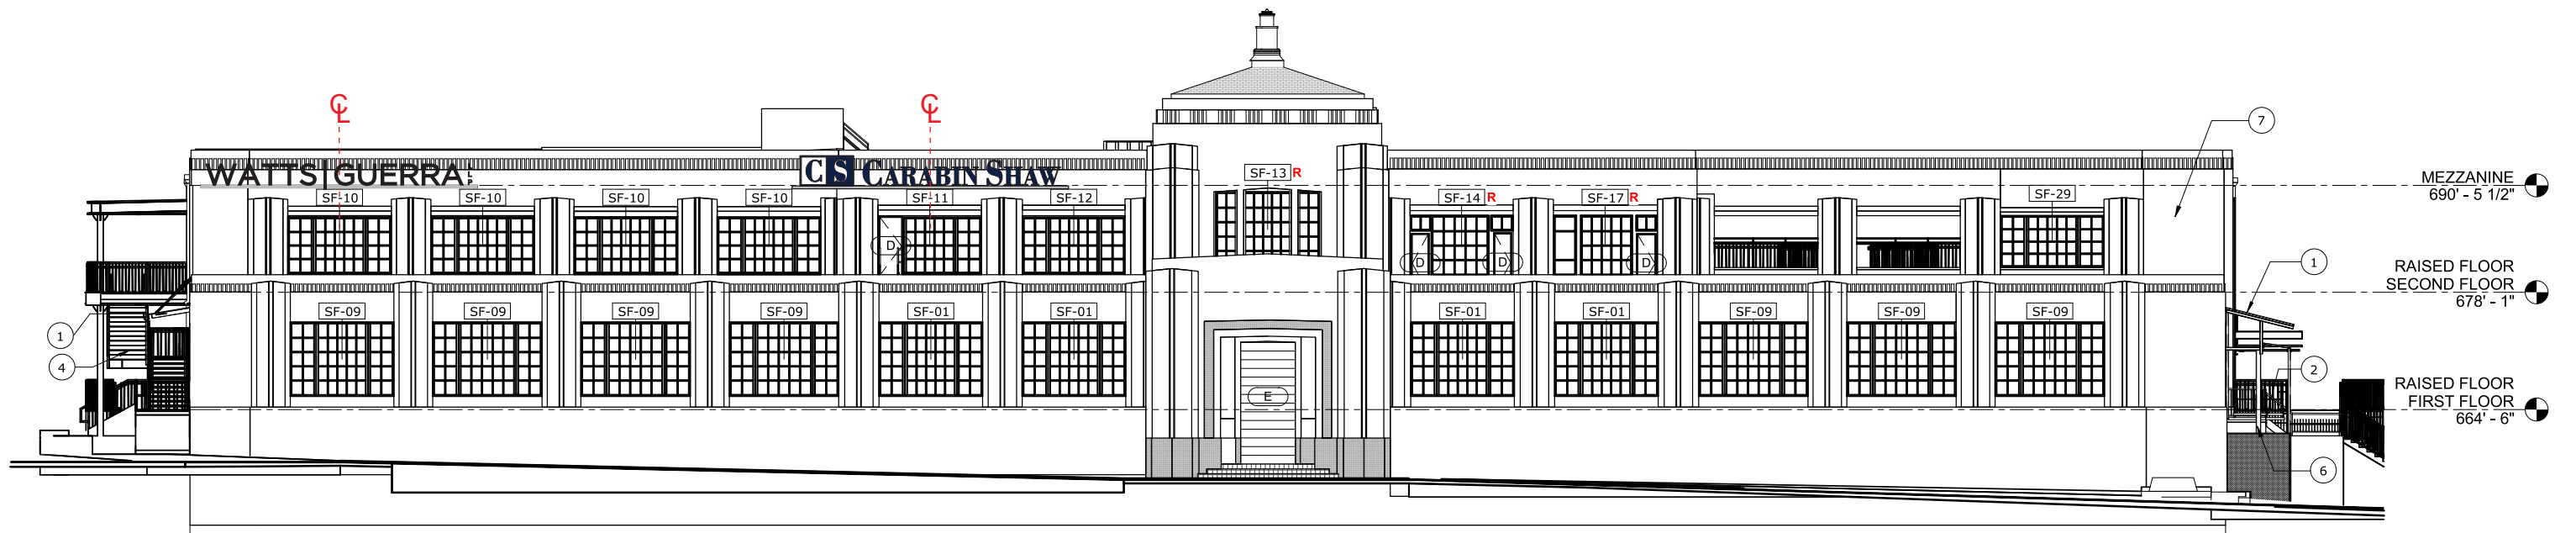 ℄
℄
7
WATTS|GUERRA LLP
CS CARABIN SHAW
SF-13 R
MEZZANINE
690' - 5 1/2"
SF-10
SF-10
SF-10
SF-10
SF-11
SF-12
SF-14 R
SF-17 R
SF-29
D
D
D
D
1
RAISED FLOOR
SECOND FLOOR
678' - 1"
SF-09
SF-09
SF-09
SF-09
SF-01
SF-01
SF-01
SF-01
SF-09
SF-09
SF-09
1
4
2
E
RAISED FLOOR
FIRST FLOOR
664' - 6"
6